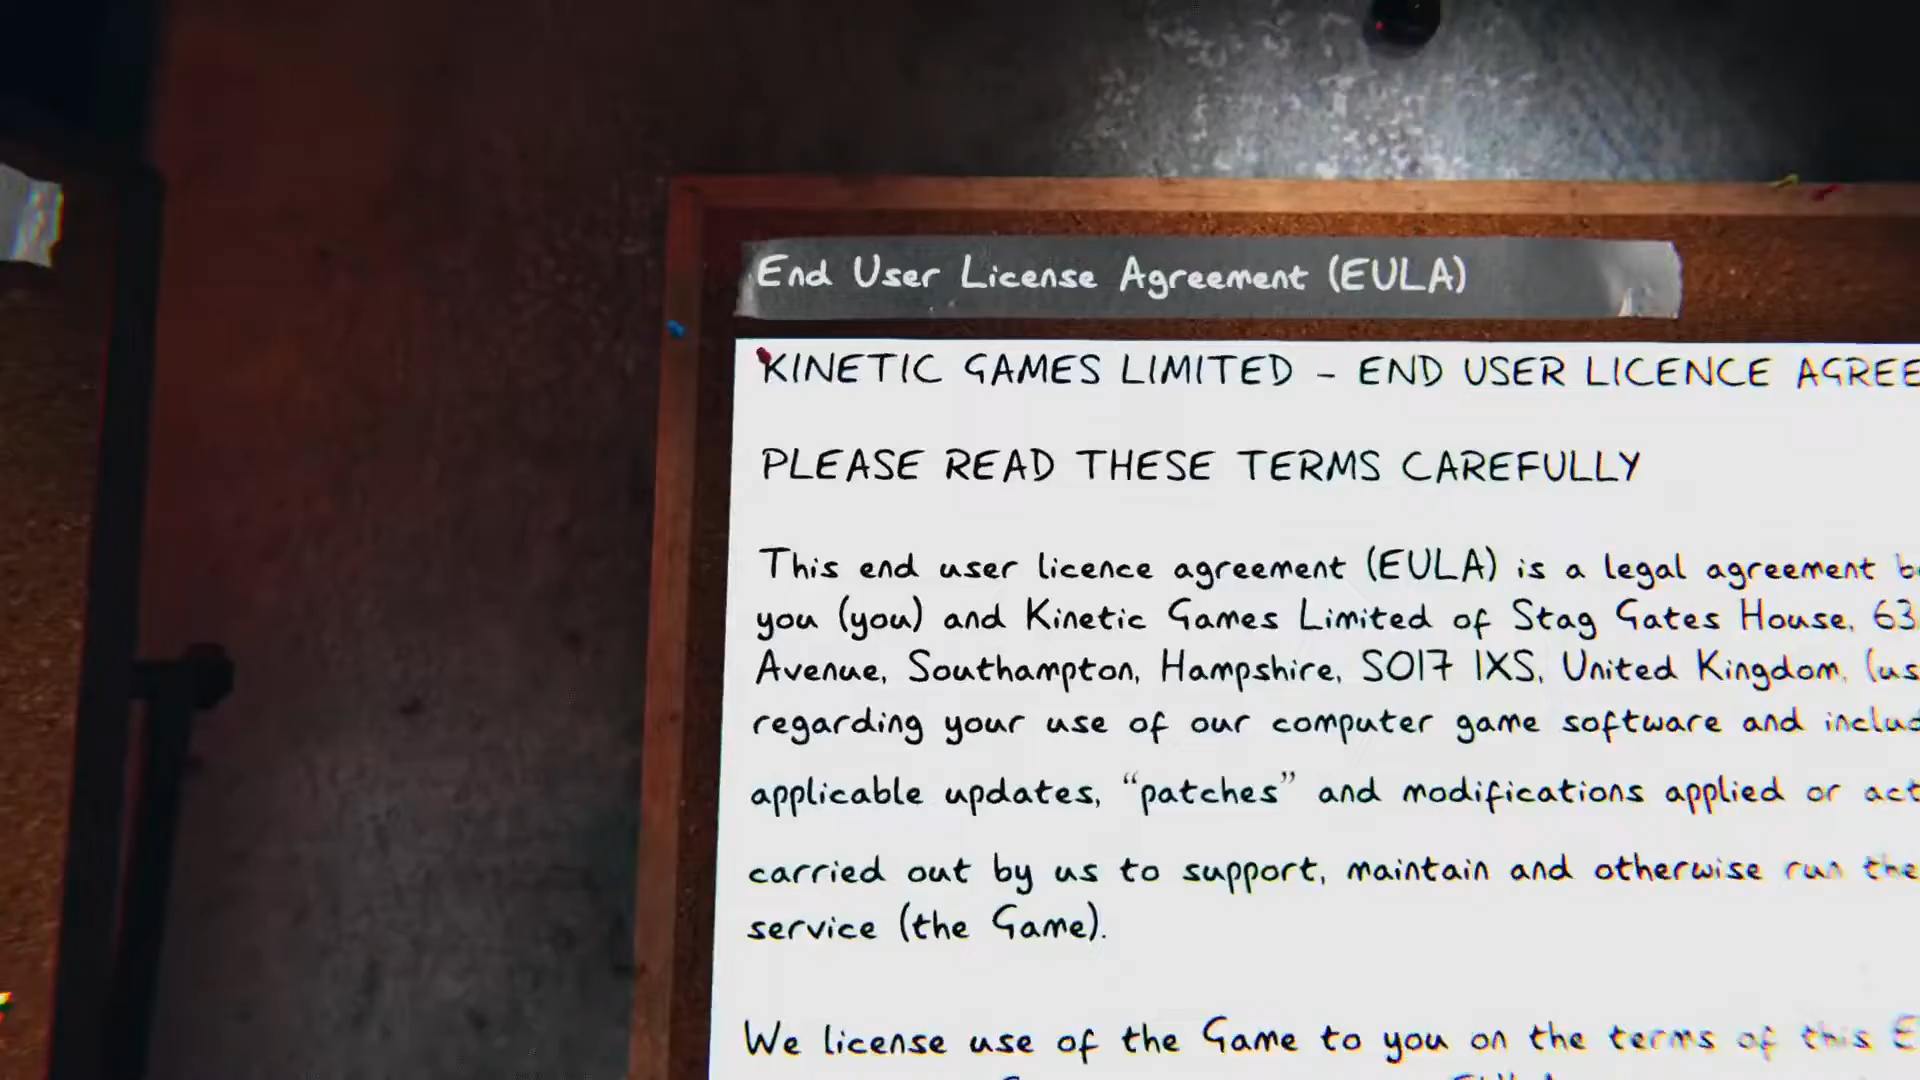 End User License Agreement (EULA)
KINETIC GAMES LIMITED - END USER LICENCE
PLEASE READ THESE TERMS CAREFULLY
This end user licence agreement (EULA) is a legal agreement
you (you) and Kinetic Games Limited of Stag Gates House, 63
Avenue, Southampton, Hampshire, SO17 1XS, United Kingdom, (us
regarding your use of our computer game software and
applicable updates, “patches” and modifications applied or
carried out by us to support, maintain and otherwise run the
service (the Game).
We license use of the Game to you on the terms of this